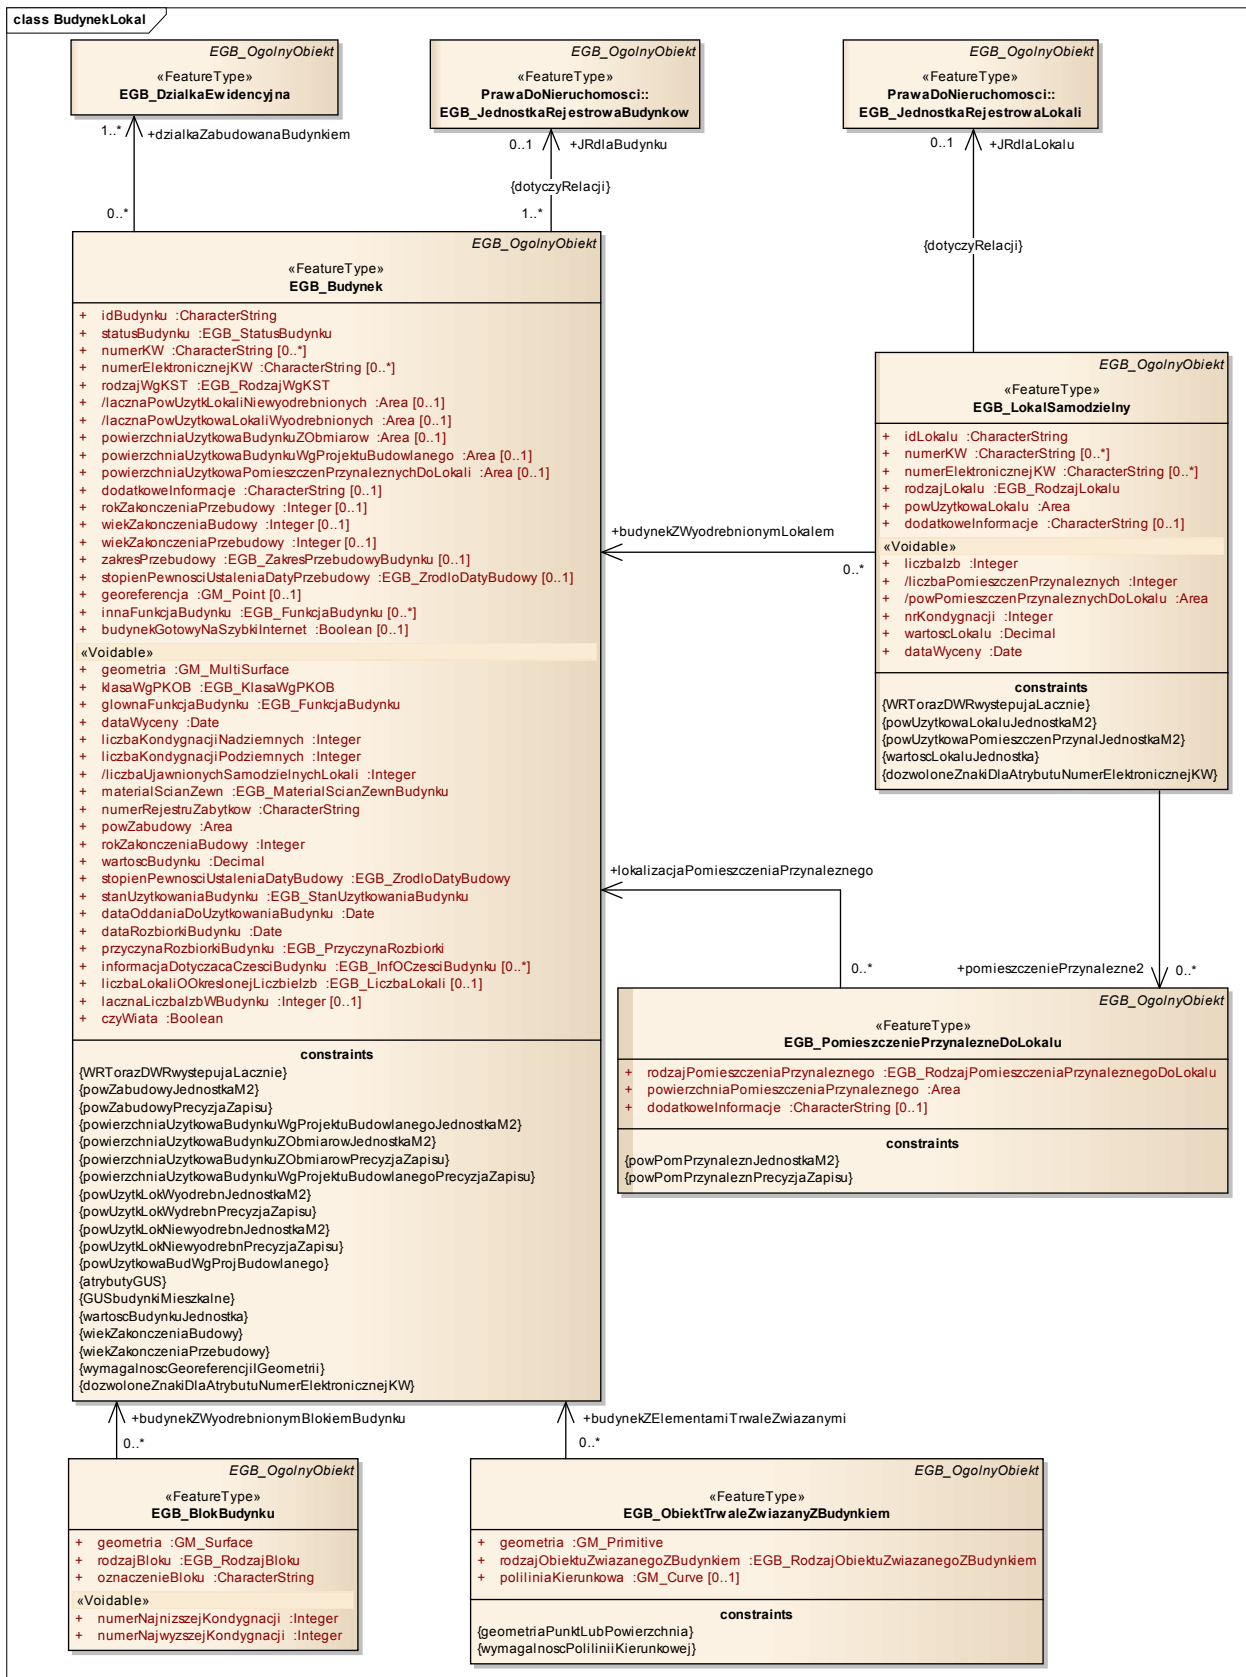 class BudynekLokal
EGB_OgolnyObiekt
«FeatureType»
EGB_DzialkaEwidencyjna
EGB_OgolnyObiekt
«FeatureType»
PrawaDoNieruchomosci::
EGB_JednostkaRejestrowaBudynkow
EGB_OgolnyObiekt
«FeatureType»
PrawaDoNieruchomosci::
EGB_JednostkaRejestrowaLokali
1..*
+dzialkaZabudowanaBudynkiem
0..*
0..1
+JRdlaBudynku
{dotyczyRelacji}
1..*
0..1
+JRdlaLokalu
{dotyczyRelacji}
EGB_OgolnyObiekt
«FeatureType»
EGB_Budynek
+ idBudynku :CharacterString
+ statusBudynku :EGB_StatusBudynku
+ numerKW :CharacterString [0..*]
+ numerElektronicznejKW :CharacterString [0..*]
+ rodzajWgKST :EGB_RodzajWgKST
+ /lacznaPowUzytkLokaliNiewyodrebnionych :Area [0..1]
+ /lacznaPowUzytkowaLokaliWyodrebnionych :Area [0..1]
+ powierzchniaUzytkowaBudynkuZObmiarow :Area [0..1]
+ powierzchniaUzytkowaBudynkuWgProjektuBudowlanego :Area [0..1]
+ powierzchniaUzytkowaPomieszczenPrzynaleznychDoLokali :Area [0..1]
+ dodatkoweInformacje :CharacterString [0..1]
+ rokZakonczeniaPrzebudowy :Integer [0..1]
+ wiekZakonczeniaBudowy :Integer [0..1]
+ wiekZakonczeniaPrzebudowy :Integer [0..1]
+ zakresPrzebudowy :EGB_ZakresPrzebudowyBudynku [0..1]
+ stopienPewnosciUstaleniaDatyPrzebudowy :EGB_ZrodloDatyBudowy [0..1]
+ georeferencja :GM_Point [0..1]
+ innaFunkcjaBudynku :EGB_FunkcjaBudynku [0..*]
+ budynekGotowyNaSzybkiInternet :Boolean [0..1]
«Voidable»
+ geometria :GM_MultiSurface
+ klasaWgPKOB :EGB_KlasaWgPKOB
+ glownaFunkcjaBudynku :EGB_FunkcjaBudynku
+ dataWyceny :Date
+ liczbaKondygnacjiNadziemnych :Integer
+ liczbaKondygnacjiPodziemnych :Integer
+ /liczbaUjawnionychSamodzielnychLokali :Integer
+ materialScianZewn :EGB_MaterialScianZewnBudynku
+ numerRejestruZabytkow :CharacterString
+ powZabudowy :Area
+ rokZakonczeniaBudowy :Integer
+ wartoscBudynku :Decimal
+ stopienPewnosciUstaleniaDatyBudowy :EGB_ZrodloDatyBudowy
+ stanUzytkowaniaBudynku :EGB_StanUzytkowaniaBudynku
+ dataOddaniaDoUzytkowaniaBudynku :Date
+ dataRozbiorkiBudynku :Date
+ przyczynaRozbiorkiBudynku :EGB_PrzyczynaRozbiorki
+ informacjaDotyczacaCzesciBudynku :EGB_InfOCzesciBudynku [0..*]
+ liczbaLokaliOOkreslonejLiczbieIzb :EGB_LiczbaLokali [0..1]
+ lacznaLiczbaIzbWBudynku :Integer [0..1]
+ czyWiata :Boolean
constraints
{WRTorazDWRwystepujaLacznie}
{powZabudowyJednostkaM2}
{powZabudowyPrecyzjaZapisu}
{powierzchniaUzytkowaBudynkuWgProjektuBudowlanegoJednostkaM2}
{powierzchniaUzytkowaBudynkuZObmiarowJednostkaM2}
{powierzchniaUzytkowaBudynkuZObmiarowPrecyzjaZapisu}
{powierzchniaUzytkowaBudynkuWgProjektuBudowlanegoPrecyzjaZapisu}
{powUzytkLokWyodrebnJednostkaM2}
{powUzytkLokWydrebnPrecyzjaZapisu}
{powUzytkLokNiewyodrebnJednostkaM2}
{powUzytkLokNiewyodrebnPrecyzjaZapisu}
{powUzytkowaBudWgProjBudowlanego}
{atrybutyGUS}
{GUSbudynkiMieszkalne}
{wartoscBudynkuJednostka}
{wiekZakonczeniaBudowy}
{wiekZakonczeniaPrzebudowy}
{wymagalnoscGeoreferencjiIGeometrii}
{dozwoloneZnakiDlaAtrybutuNumerElektronicznejKW}
EGB_OgolnyObiekt
«FeatureType»
EGB_LokalSamodzielny
+ idLokalu :CharacterString
+ numerKW :CharacterString [0..*]
+ numerElektronicznejKW :CharacterString [0..*]
+ rodzajLokalu :EGB_RodzajLokalu
+ powUzytkowaLokalu :Area
+ dodatkoweInformacje :CharacterString [0..1]
«Voidable»
+ liczbaIzb :Integer
+ /liczbaPomieszczenPrzynaleznych :Integer
+ /powPomieszczenPrzynaleznychDoLokalu :Area
+ nrKondygnacji :Integer
+ wartoscLokalu :Decimal
+ dataWyceny :Date
constraints
{WRTorazDWRwystepujaLacznie}
{powUzytkowaLokaluJednostkaM2}
{powUzytkowaPomieszczenPrzynalJednostkaM2}
{wartoscLokaluJednostka}
{dozwoloneZnakiDlaAtrybutuNumerElektronicznejKW}
+budynekZWyodrebnionymLokalem
0..*
+lokalizacjaPomieszczeniaPrzynaleznego
0..*
+pomieszczeniePrzynalezne2
0..*
EGB_OgolnyObiekt
«FeatureType»
EGB_PomieszczeniePrzynalezneDoLokalu
+ rodzajPomieszczeniaPrzynaleznego :EGB_RodzajPomieszczeniaPrzynaleznegoDoLokalu
+ powierzchniaPomieszczeniaPrzynaleznego :Area
+ dodatkoweInformacje :CharacterString [0..1]
constraints
{powPomPrzynaleznJednostkaM2}
{powPomPrzynaleznPrecyzjaZapisu}
+budynekZWyodrebnionymBlokiemBudynku
0..*
+budynekZElementamiTrwaleZwiazanymi
0..*
EGB_OgolnyObiekt
«FeatureType»
EGB_BlokBudynku
+ geometria :GM_Surface
+ rodzajBloku :EGB_RodzajBloku
+ oznaczenieBloku :CharacterString
«Voidable»
+ numerNajnizszejKondygnacji :Integer
+ numerNajwyzszejKondygnacji :Integer
EGB_OgolnyObiekt
«FeatureType»
EGB_ObiektTrwaleZwiazanyZBudynkiem
+ geometria :GM_Primitive
+ rodzajObiektuZwiazanegoZBudynkiem :EGB_RodzajObiektuZwiazanegoZBudynkiem
+ poliliniaKierunkowa :GM_Curve [0..1]
constraints
{geometriaPunktLubPowierzchnia}
{wymagalnoscPoliliniiKierunkowej}